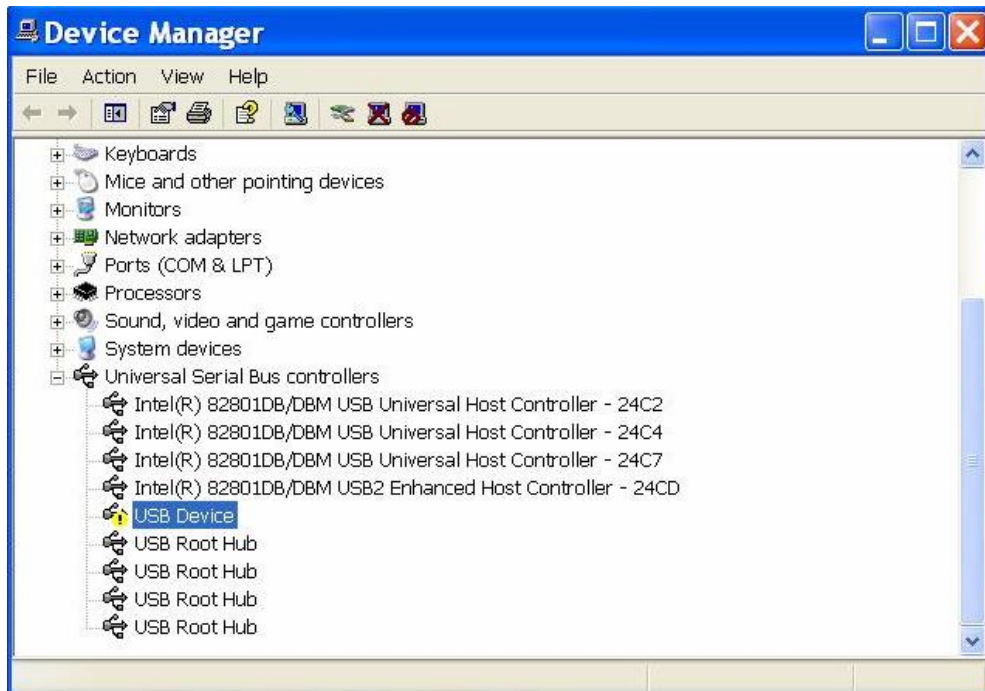 Device Manager
File Action View Help
Keyboards
Mice and other pointing devices
Monitors
Network adapters
Ports (COM & LPT)
Processors
Sound, video and game controllers
System devices
Universal Serial Bus controllers
Intel(R) 82801DB/DBM USB Universal Host Controller - 24C2
Intel(R) 82801DB/DBM USB Universal Host Controller - 24C4
Intel(R) 82801DB/DBM USB Universal Host Controller - 24C7
Intel(R) 82801DB/DBM USB2 Enhanced Host Controller - 24CD
USB Device
USB Root Hub
USB Root Hub
USB Root Hub
USB Root Hub